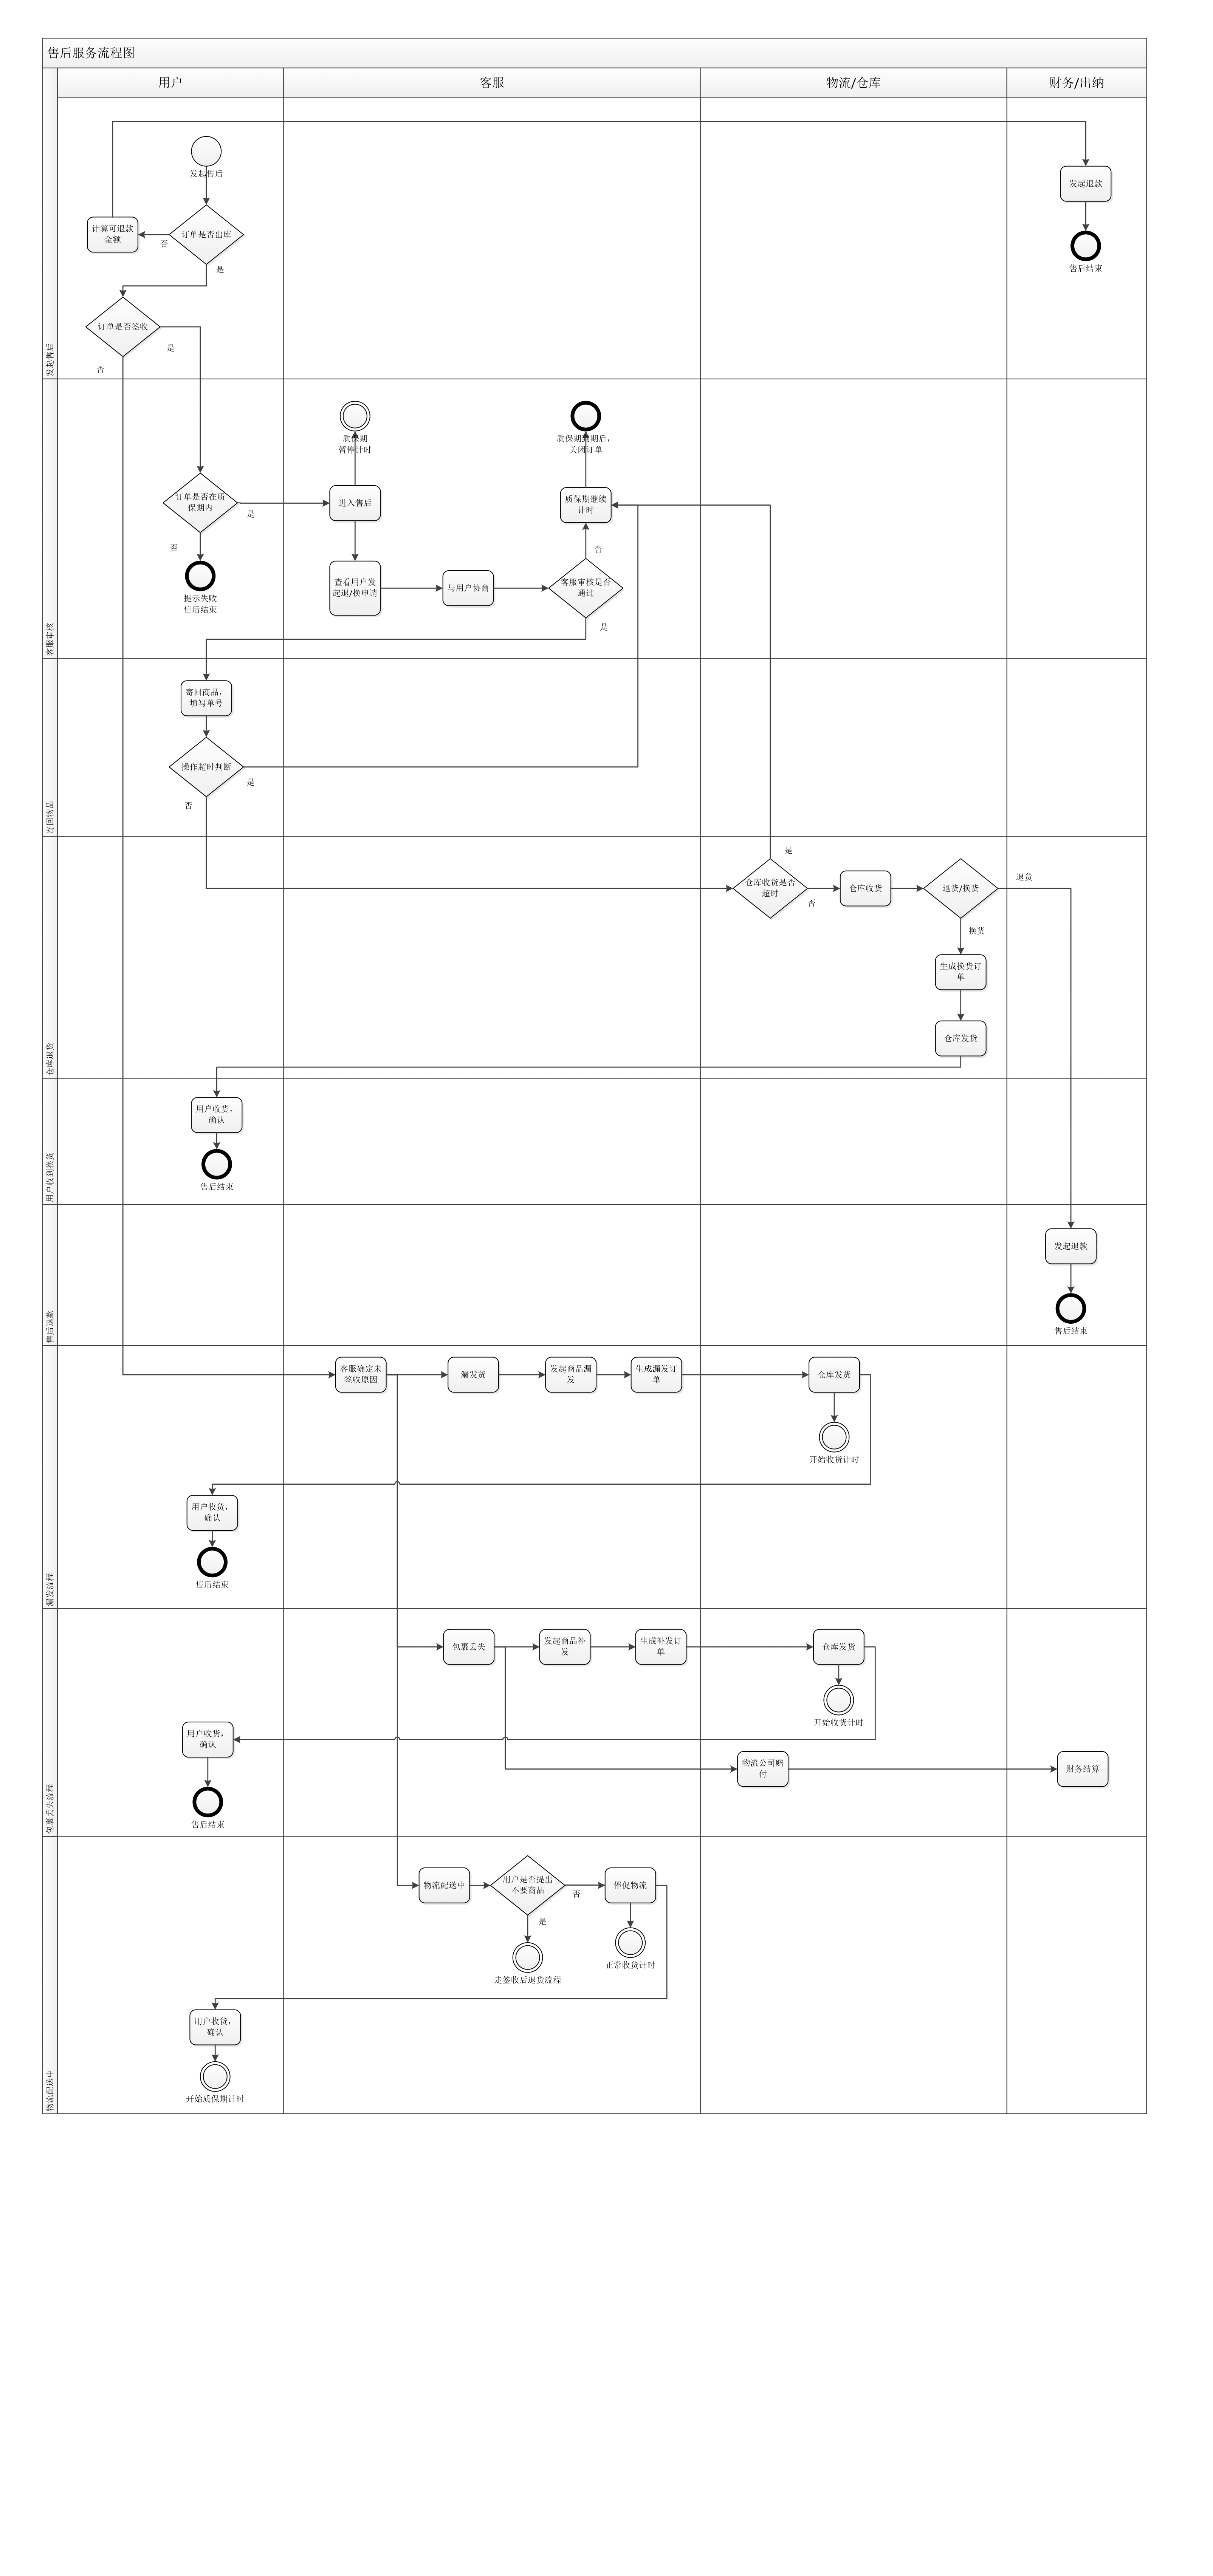 售后服务流程图
用户
客服
物流/仓库
财务/出纳
发起售后
发起售后
订单是否出库
否
是
计算可退款
金额
订单是否签收
是
否
发起退款
售后结束
客服审核
质保期
暂停计时
质保期到期后，
关闭订单
订单是否在质
保期内
是
否
提示失败
售后结束
进入售后
查看用户发
起退/换申请
与用户协商
质保期继续
计时
否
客服审核是否
通过
是
寄回物品
寄回商品，
填写单号
操作超时判断
是
否
仓库退货
是
仓库收货是否
超时
否
仓库收货
退货/换货
退货
换货
生成换货订
单
仓库发货
用户收到换货
用户收货，
确认
售后结束
售后退款
发起退款
售后结束
漏发流程
客服确定未
签收原因
漏发货
发起商品漏
发
生成漏发订
单
仓库发货
开始收货计时
用户收货，
确认
售后结束
包裹丢失流程
包裹丢失
发起商品补
发
生成补发订
单
仓库发货
开始收货计时
用户收货，
确认
售后结束
物流公司赔
付
财务结算
物流配送中
物流配送中
用户是否提出
不要商品
否
是
催促物流
正常收货计时
走签收后退货流程
用户收货，
确认
开始质保期计时